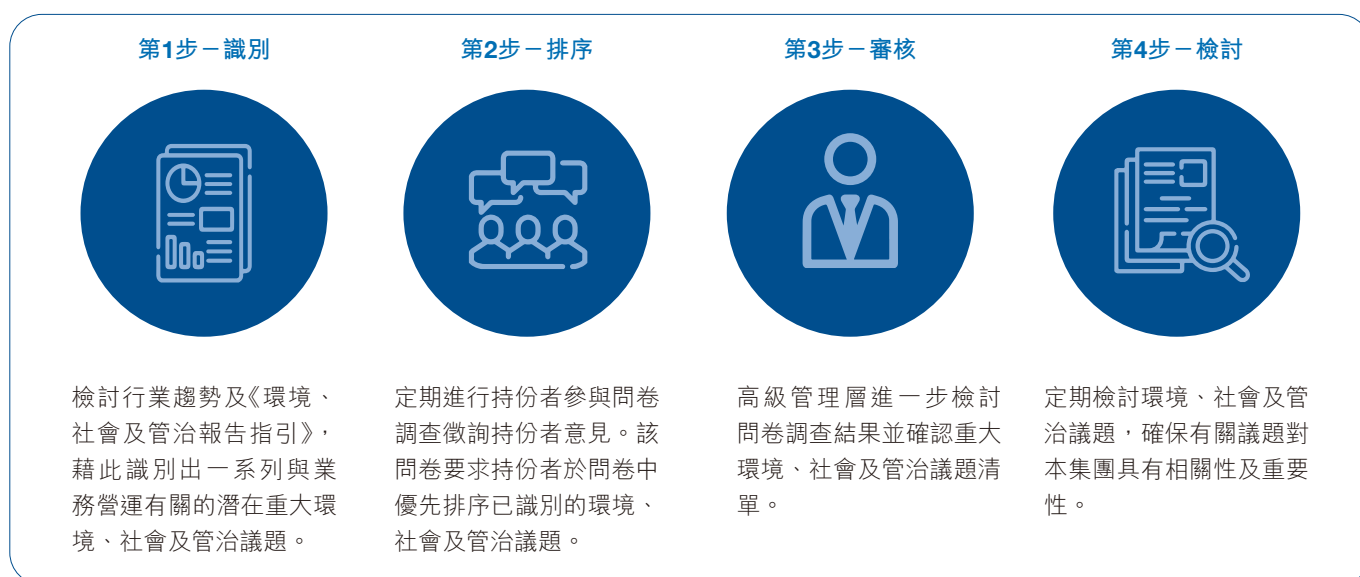 第1步－識別
檢討行業趨勢及《環境、
社會及管治報告指引》，
藉此識別出一系列與業
務營運有關的潛在重大環
境、社會及管治議題。
第2步－排序
定期進行持份者參與問卷
調查徵詢持份者意見。該
問卷要求持份者於問卷中
優先排序已識別的環境、
社會及管治議題。
第3步－審核
高級管理層進一步檢討
問卷調查結果並確認重大
環境、社會及管治議題清
單。
第4步－檢討
定期檢討環境、社會及管
治議題，確保有關議題對
本集團具有相關性及重要
性。